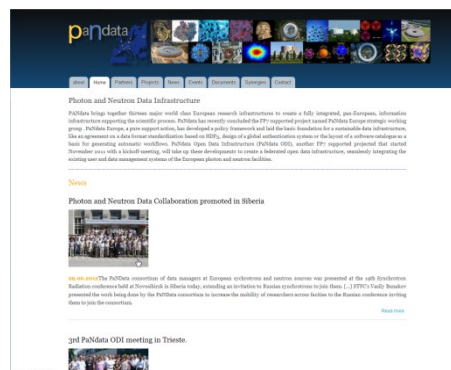 pandata
about Home Partners Projects News Events Documents Synergies Contact
Photon and Neutron Data Infrastructure
PANdata brings together thirteen major world class European research infrastructures to create a fully integrated, pan-European, information
infrastructure supporting the scientific process. PaNdata has recently concluded the FP7 supported project named PaNdata Europe strategic working
group . PaNdata Europe, a pure support action, has developed a policy framework and laid the basic foundation for a sustainable data infrastructure,
like an agreement on a data format standardization based on HDF5, design of a global authorization system or the layout of a software catalogue as a
basis for generating automatic workflows. PaNdata Open Data Infrastructure (PaNdata ODI), another FP7 supported projected that started
November 2011 with a kickoff-meeting, will take up these developments to create a federated open data infrastructure, seamlessly integrating the
existing user and data management systems of the European photon and neutron facilities.
News
Photon and Neutron Data Collaboration promoted in Siberia
The PaNData consortium of data managers at European sychrotrons and neutron sources was presented at the 19th Synchrotron
Radiation conference held at Novosibirsk in Siberia today, extending an invitation to Russian synchrotrons to join them. [...] STFC's Vasily Bunakov
presented the work being done by the PaNData consortium to increase the mobility of researchers across facilities to the Russian conference inviting
them to join the consortium.
Read more
3rd PaNdata ODI meeting in Trieste.